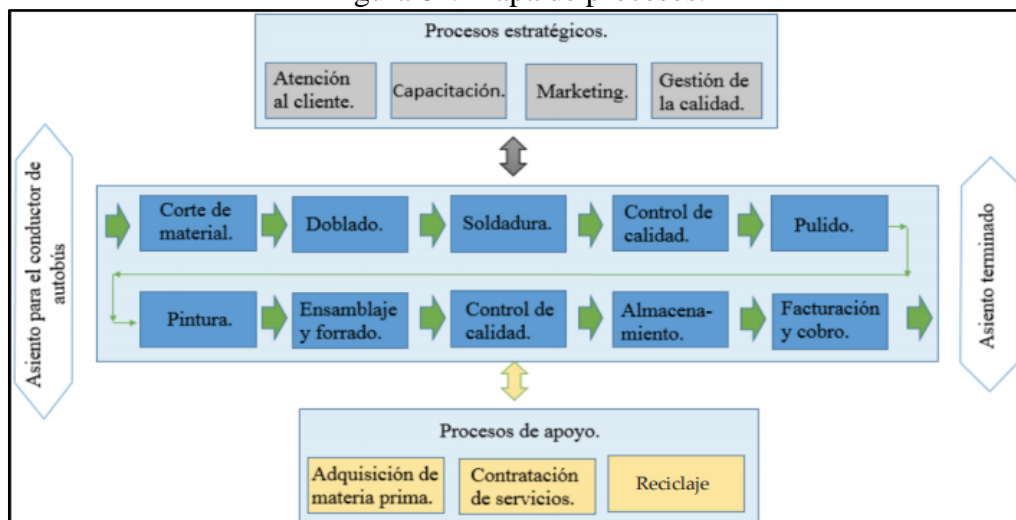 Procesos estratégicos.
Atención
al cliente.
Capacitación.
Marketing.
Gestión de
la calidad.
Asiento para el conductor de
autobús
Corte de
material.
Doblado.
Soldadura.
Control de
calidad.
Pulido.
Pintura.
Ensamblaje
y forrado.
Control de
calidad.
Almacena-
miento.
Facturación
y cobro.
Asiento terminado
Procesos de apoyo.
Adquisición de
materia prima.
Contratación
de servicios.
Reciclaje